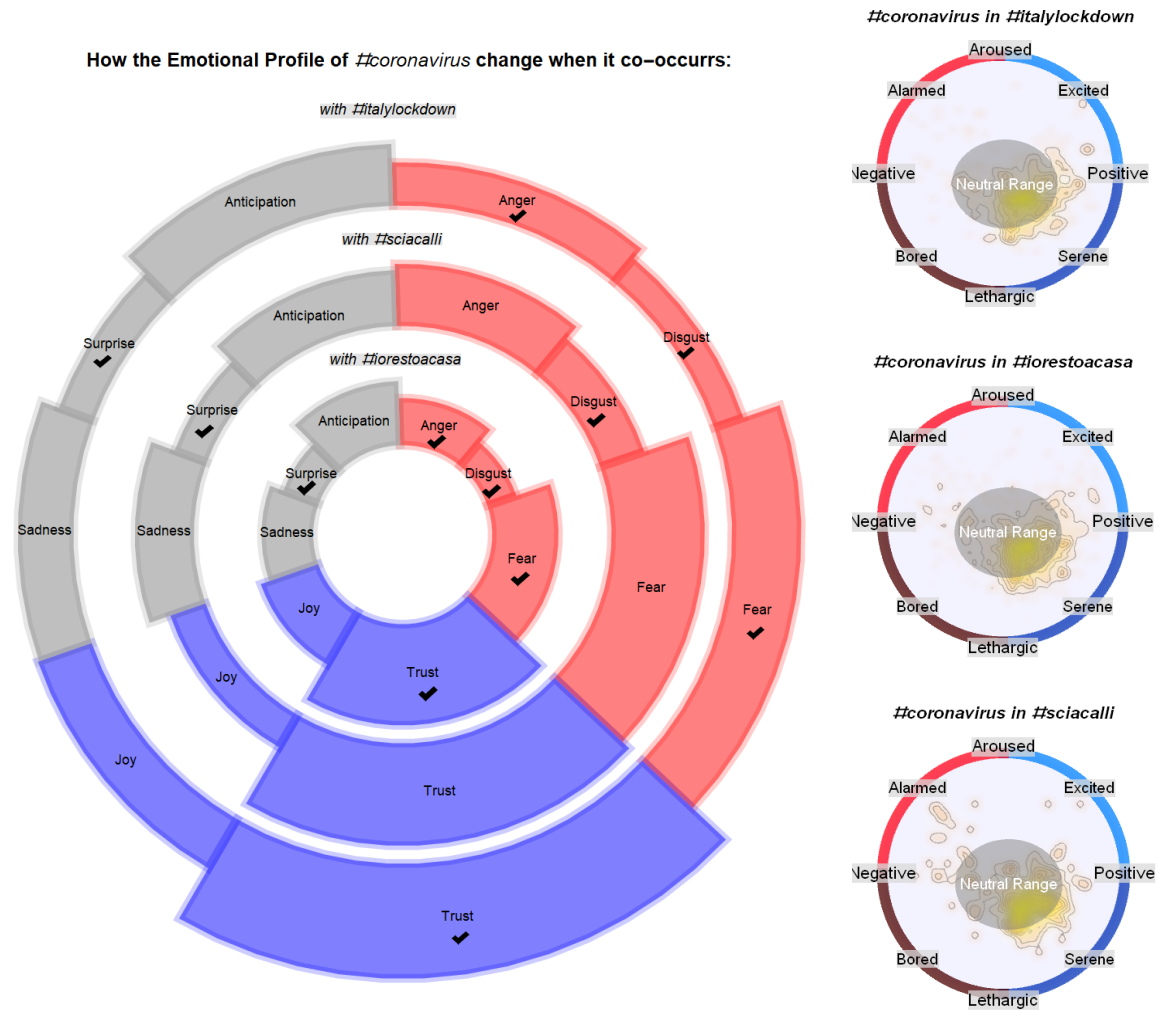 How the Emotional Profile of #coronavirus change when it co–occurrs:
with #italylockdown
Anticipation
Anger
Surprise
Disgust
Sadness
Fear
Joy
Trust
with #sciacalli
Anticipation
Anger
Surprise
Disgust
Sadness
Fear
Joy
Trust
with #iorestoacasa
Anticipation
Anger
Surprise
Disgust
Sadness
Fear
Joy
Trust
#coronavirus in #italylockdown
Aroused
Alarmed
Excited
Negative
Neutral Range
Positive
Bored
Serene
Lethargic
#coronavirus in #iorestoacasa
Aroused
Alarmed
Excited
Negative
Neutral Range
Positive
Bored
Serene
Lethargic
#coronavirus in #sciacalli
Aroused
Alarmed
Excited
Negative
Neutral Range
Positive
Bored
Serene
Lethargic